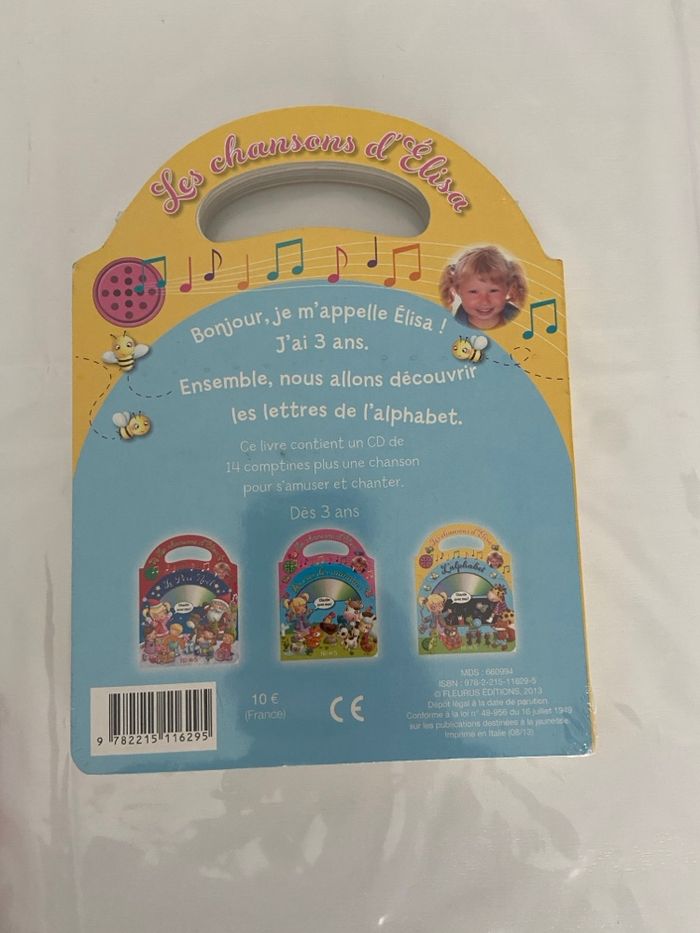 Les chansons d'Élisa
Bonjour, je m'appelle Élisa !
J'ai 3 ans.
Ensemble, nous allons découvrir
les lettres de l'alphabet.
Ce livre contient un CD de
14 comptines plus une chanson
pour s'amuser et chanter.
Dès 3 ans
Les chansons d'Élisa
L'alphabet
10 €
(France)
CE
9 782215 116295
MDS : 660994
ISBN : 978-2-215-11629-5
© FLEURUS EDITIONS, 2013
Dépôt légal à la date de parution.
Conforme à la loi n° 49-956 du 16 juillet 1949
sur les publications destinées à la jeunesse.
Imprimé en Italie (08/13)